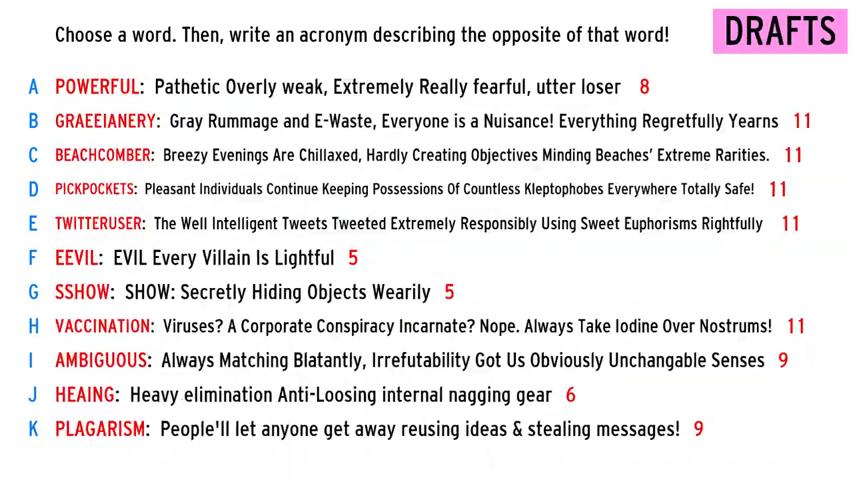 Choose a word. Then, write an acronym describing the opposite of that word!
DRAFTS
A POWERFUL: Pathetic Overly weak, Extremely Really fearful, utter loser 8
B GRAEEIANERY: Gray Rummage and E-Waste, Everyone is a Nuisance! Everything Regretfully Yearns 11
C BEACHCOMBER: Breezy Evenings Are Chillaxed, Hardly Creating Objectives Minding Beaches' Extreme Rarities. 11
D PICKPOCKETS: Pleasant Individuals Continue Keeping Possessions Of Countless Kleptophobes Everywhere Totally Safe! 11
E TWITTERUSER: The Well Intelligent Tweets Tweeted Extremely Responsibly Using Sweet Euphorisms Rightfully 11
F EEVIL: EVIL Every Villain Is Lightful 5
G SSHOW: SHOW: Secretly Hiding Objects Wearily 5
H VACCINATION: Viruses? A Corporate Conspiracy Incarnate? Nope. Always Take Iodine Over Nostrums! 11
I AMBIGUOUS: Always Matching Blatantly, Irrefutability Got Us Obviously Unchangable Senses 9
J HEAING: Heavy elimination Anti-Loosing internal nagging gear 6
K PLAGARISM: People'll let anyone get away reusing ideas & stealing messages! 9